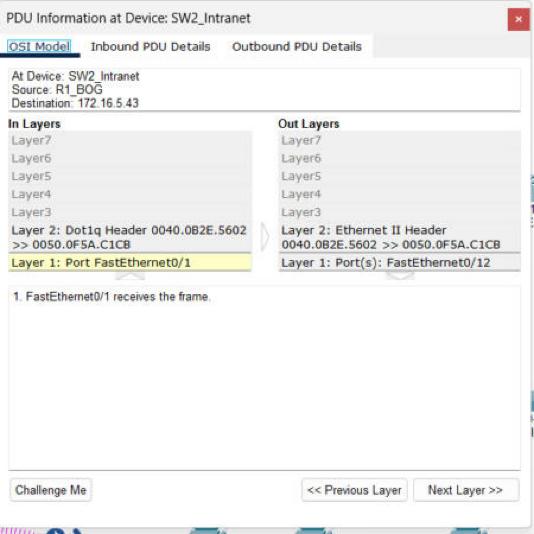 PDU Information at Device: SW2_Intranet
OSI Model Inbound PDU Details Outbound PDU Details
At Device: SW2_Intranet
Source: R1_BOG
Destination: 172.16.5.43
In Layers
Layer7
Layer6
Layer5
Layer4
Layer3
Layer 2: Dot1q Header 0040.0B2E.5602
>> 0050.0F5A.C1CB
Layer 1: Port FastEthernet0/1
Out Layers
Layer7
Layer6
Layer5
Layer4
Layer3
Layer 2: Ethernet II Header
0040.0B2E.5602 >> 0050.0F5A.C1CB
Layer 1: Port(s): FastEthernet0/12
1. FastEthernet0/1 receives the frame.
Challenge Me << Previous Layer Next Layer >>